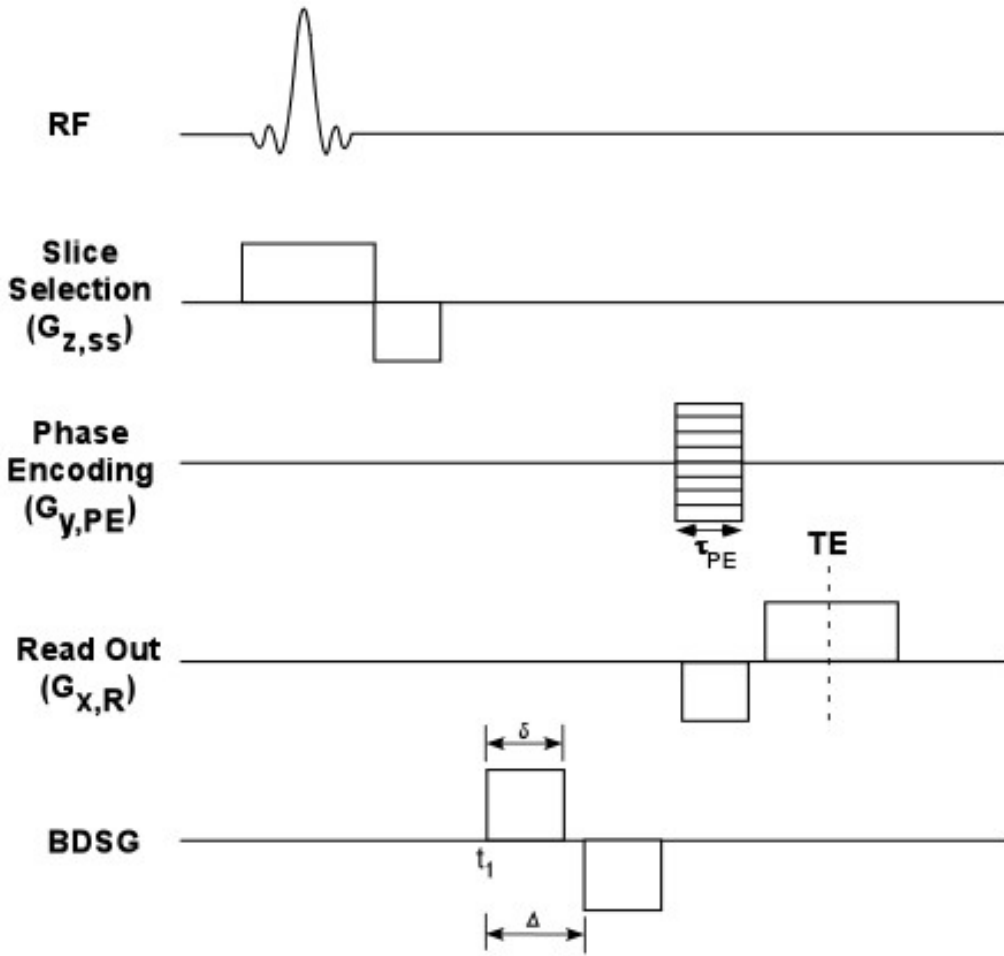 RF
Slice
Selection
(Gz,ss)
Phase
Encoding
(Gy,PE)
τPE
TE
Read Out
(Gx,R)
δ
BDSG
t1
Δ